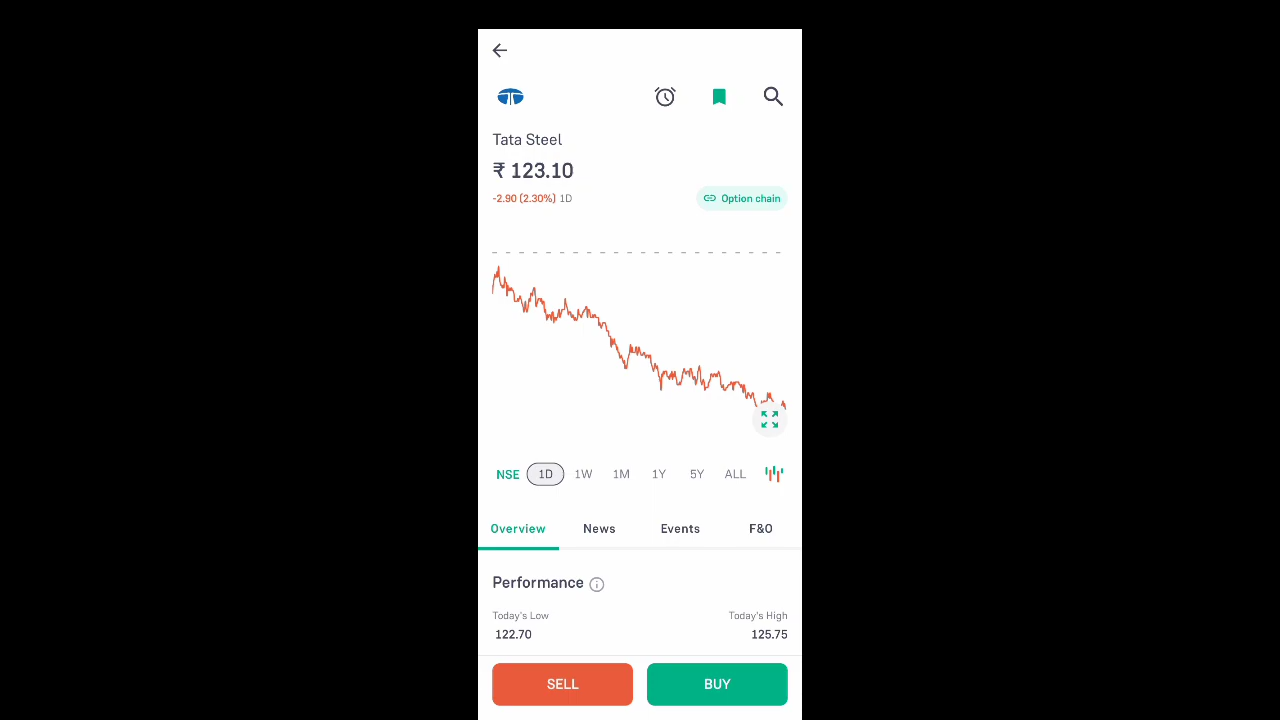 Tata Steel
₹ 123.10
-2.90 (2.30%) 1D
Option chain
NSE 1D 1W 1M 1Y 5Y ALL
Overview News Events F&O
Performance
Today's Low Today's High
122.70 125.75
SELL BUY